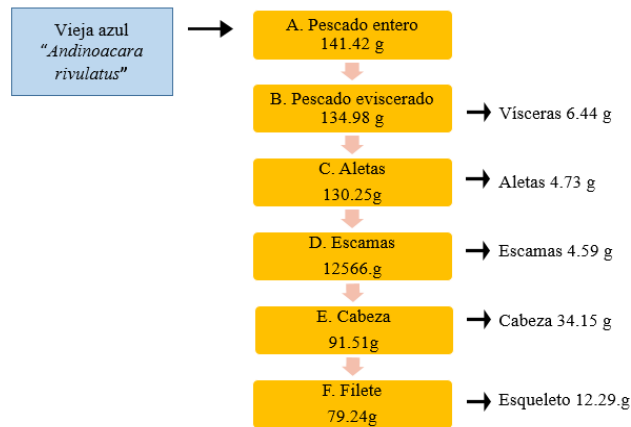 Vieja azul
“Andinoacara
rivulatus”
A. Pescado entero
141.42 g
B. Pescado eviscerado
134.98 g
Vísceras 6.44 g
C. Aletas
130.25g
Aletas 4.73 g
D. Escamas
12566.g
Escamas 4.59 g
E. Cabeza
91.51g
Cabeza 34.15 g
F. Filete
79.24g
Esqueleto 12.29.g